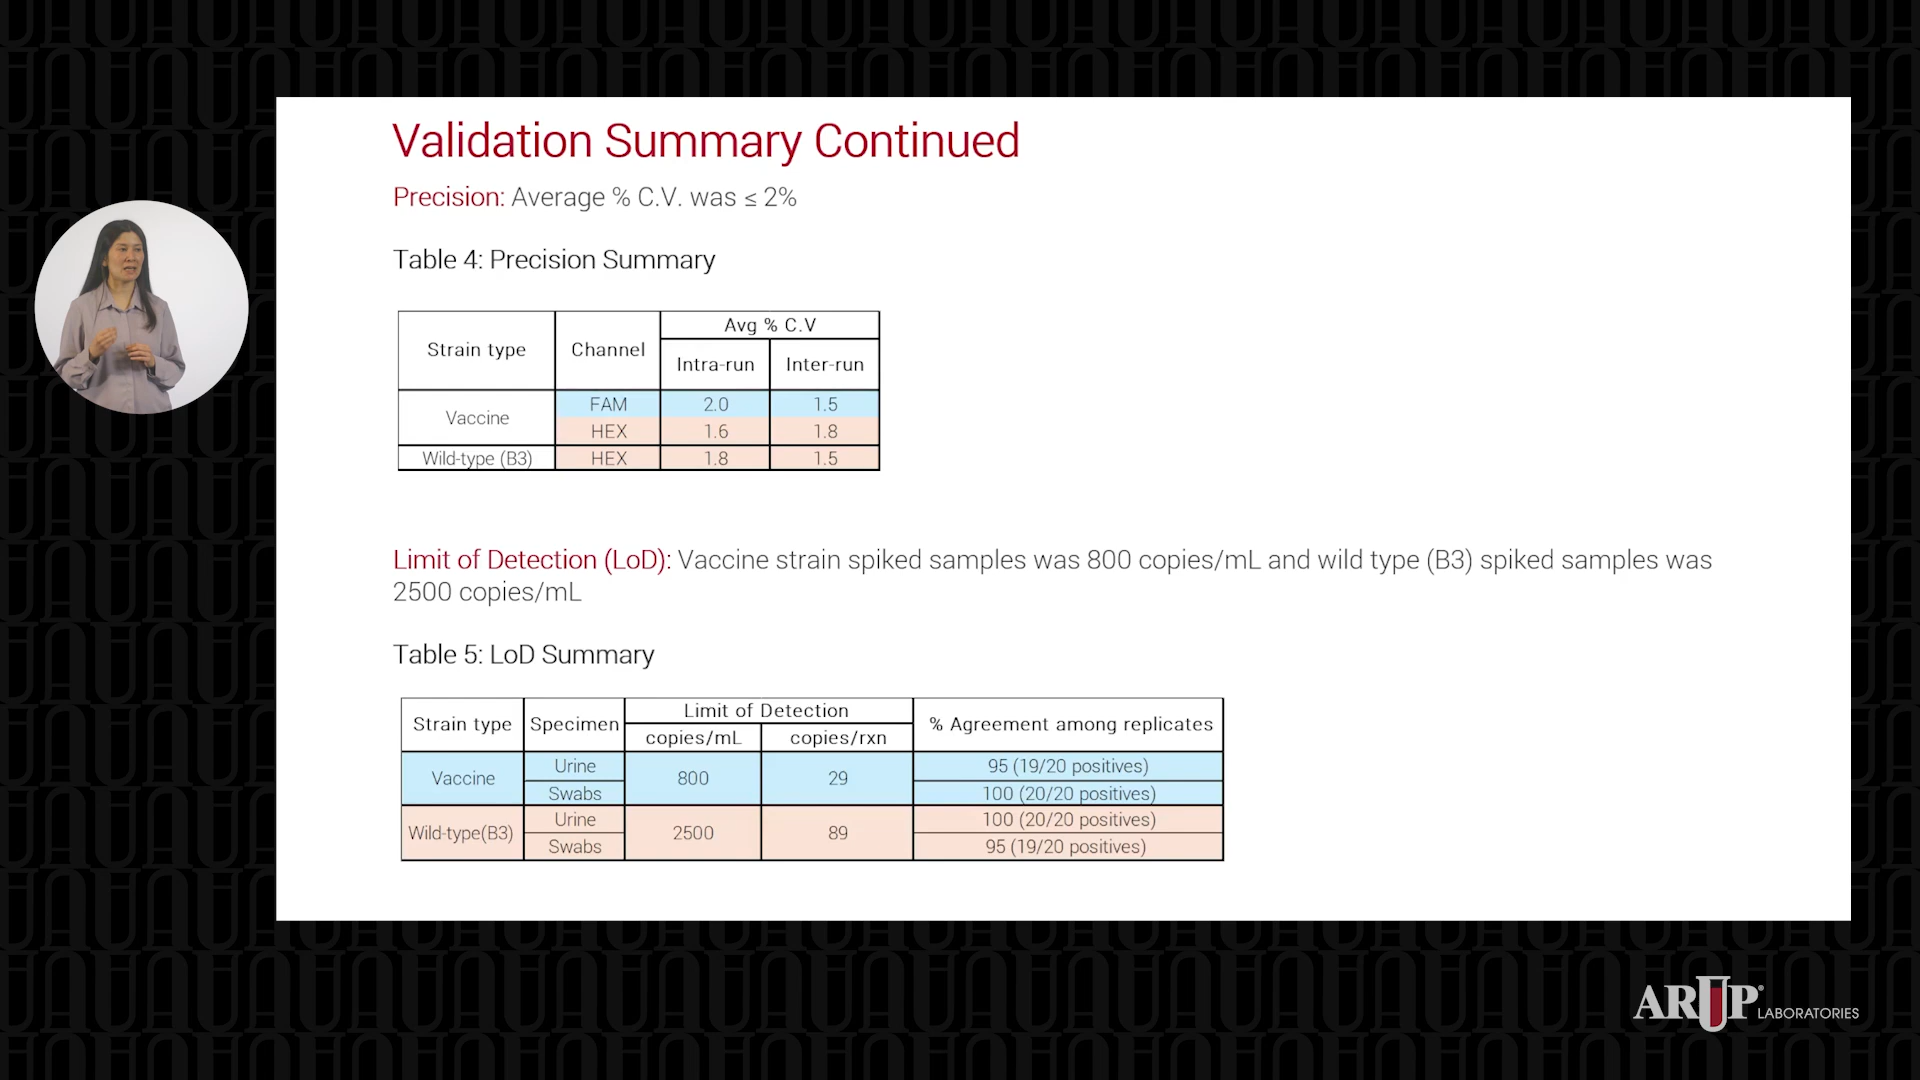 Validation Summary Continued
Precision: Average % C.V. was ≤ 2%
Table 4: Precision Summary
Strain type Channel Avg % C.V
Intra-run Inter-run
Vaccine FAM 2.0 1.5
HEX 1.6 1.8
Wild-type (B3) HEX 1.8 1.5
Limit of Detection (LoD): Vaccine strain spiked samples was 800 copies/mL and wild type (B3) spiked samples was
2500 copies/mL
Table 5: LoD Summary
Strain type Specimen Limit of Detection % Agreement among replicates
copies/mL copies/rxn
Vaccine Urine 800 29 95 (19/20 positives)
Swabs 100 (20/20 positives)
Wild-type(B3) Urine 2500 89 100 (20/20 positives)
Swabs 95 (19/20 positives)
ARUP® LABORATORIES